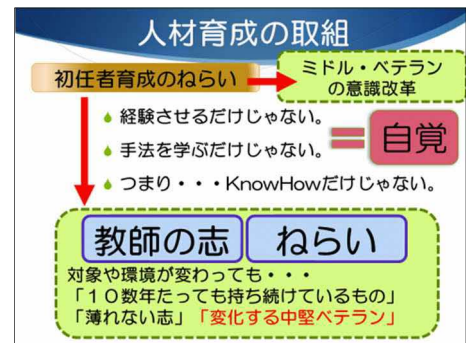 人材育成の取組
初任者育成のねらい
ミドル・ベテラン
の意識改革
経験させるだけじゃない。
手法を学ぶだけじゃない。
= 自覚
つまり・・・KnowHowだけじゃない。
教師の志 ねらい
対象や環境が変わっても・・・
「１０数年たっても持ち続けているもの」
「薄れない志」「変化する中堅ベテラン」